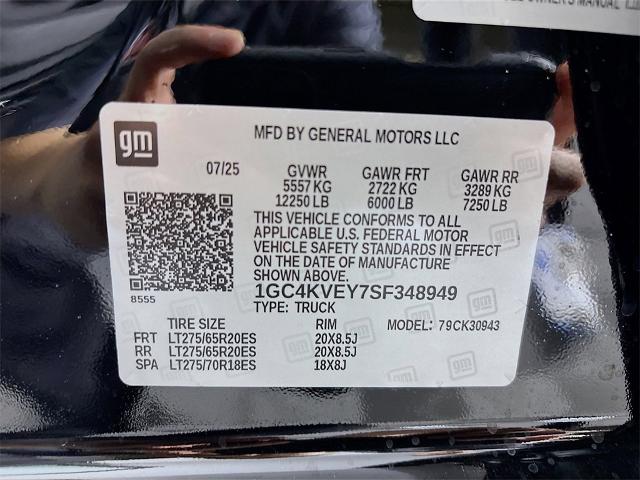 OWNER'S MANUAL
gm
MFD BY GENERAL MOTORS LLC
07/25 GVWR GAWR FRT GAWR RR
5557 KG 2722 KG 3289 KG
12250 LB 6000 LB 7250 LB
THIS VEHICLE CONFORMS TO ALL
APPLICABLE U.S. FEDERAL MOTOR
VEHICLE SAFETY STANDARDS IN EFFECT
ON THE DATE OF MANUFACTURE
SHOWN ABOVE.
8555
1GC4KVEY7SF348949
TYPE: TRUCK
TIRE SIZE RIM MODEL: 79CK30943
FRT LT275/65R20ES 20X8.5J
RR LT275/65R20ES 20X8.5J
SPA LT275/70R18ES 18X8J